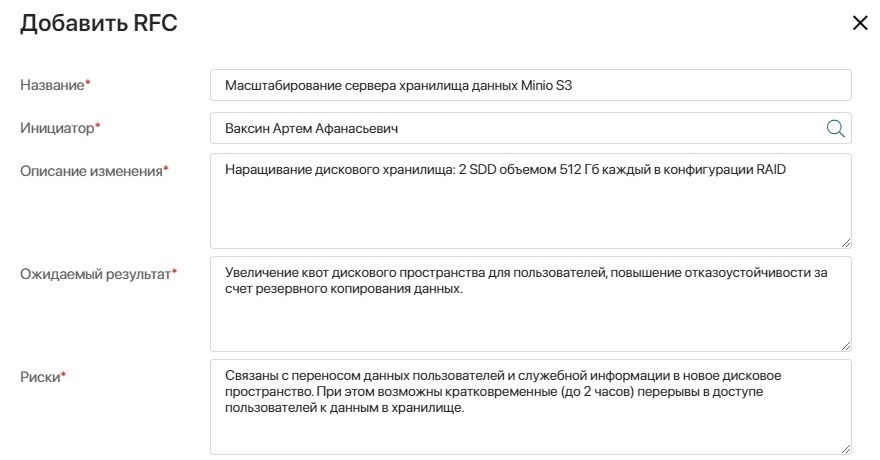 Добавить RFC
Название*
Масштабирование сервера хранилища данных Minio S3
Инициатор*
Ваксин Артем Афанасьевич
Описание изменения*
Наращивание дискового хранилища: 2 SDD объемом 512 Гб каждый в конфигурации RAID
Ожидаемый результат*
Увеличение квот дискового пространства для пользователей, повышение отказоустойчивости за
счет резервного копирования данных.
Риски*
Связаны с переносом данных пользователей и служебной информации в новое дисковое
пространство. При этом возможны кратковременные (до 2 часов) перерывы в доступе
пользователей к данным в хранилище.